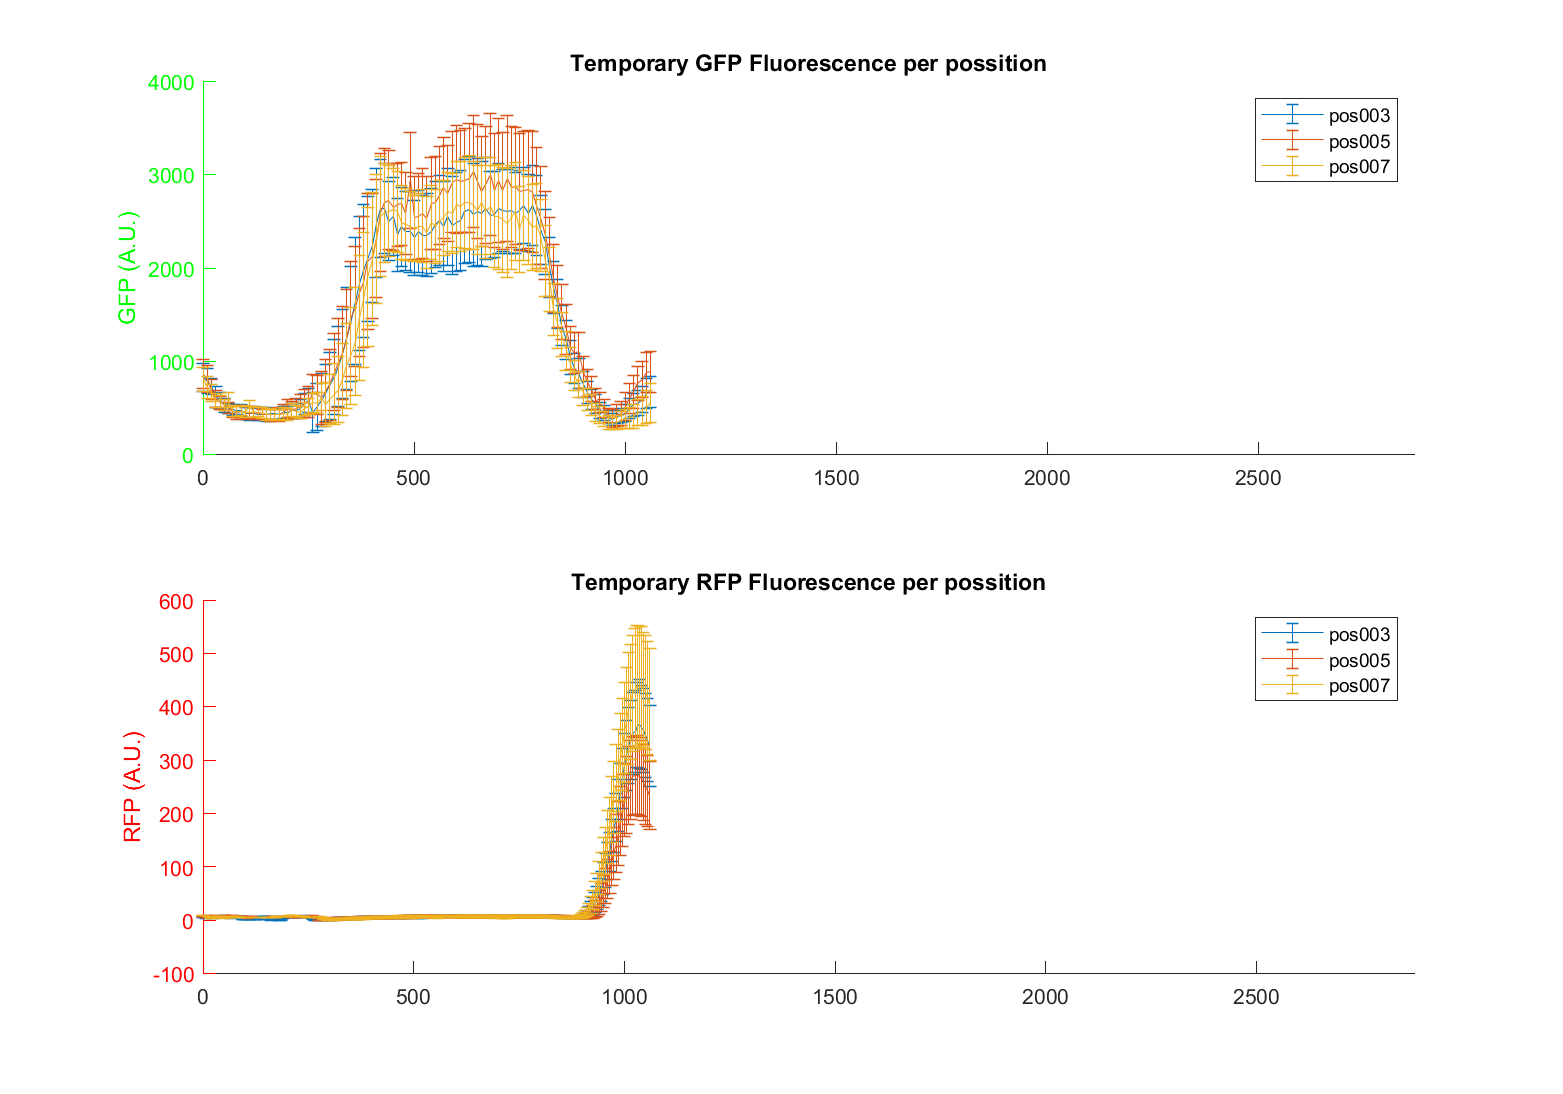 Temporary GFP Fluorescence per possition
4000
3000
2000
1000
0
GFP (A.U.)
pos003
pos005
pos007
0 500 1000 1500 2000 2500
Temporary RFP Fluorescence per possition
600
500
400
300
200
100
0
-100
RFP (A.U.)
pos003
pos005
pos007
0 500 1000 1500 2000 2500